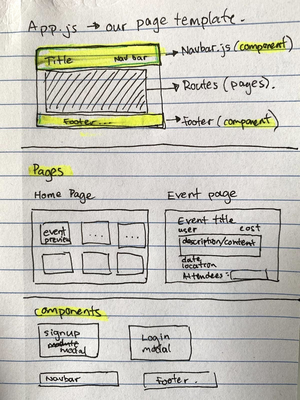 App.js → our page template.
Title Nav bar
→ Navbar.js (component)
→ Routes (pages).
Footer...
→ footer (component)
Pages
Home Page
Event page
event
preview
...
...
Event title
user cost
description/content
date
location
Attendees:
components
signup
modal
Login
modal
Navbar
footer.